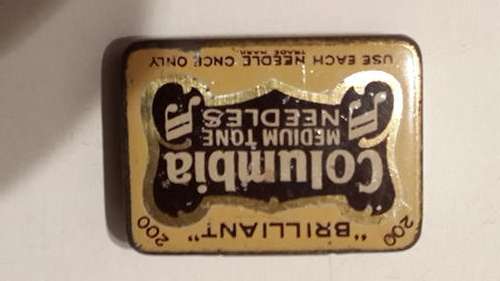 200 "BRILLIANT" 200
Columbia
MEDIUM TONE
NEEDLES
TRADE MARK
USE EACH NEEDLE ONCE ONLY